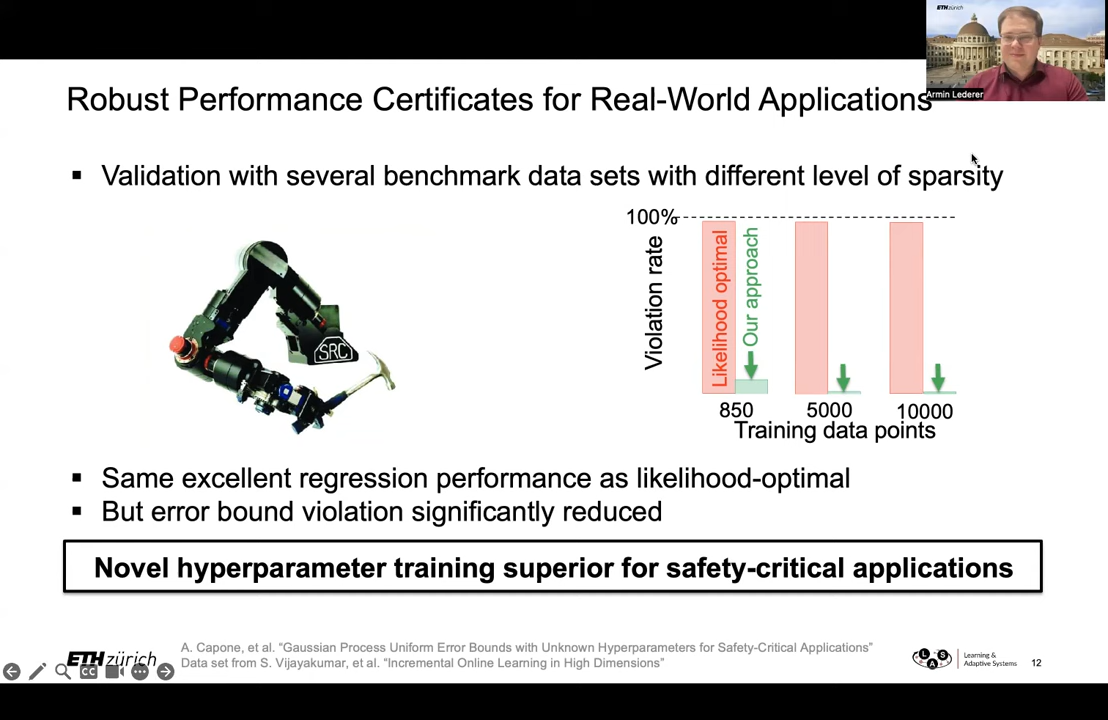 ETHzürich
Armin Lederer
Robust Performance Certificates for Real-World Applications
▪ Validation with several benchmark data sets with different level of sparsity
SRC
100%
Violation rate
Likelihood optimal
Our approach
850 5000 10000
Training data points
▪ Same excellent regression performance as likelihood-optimal
▪ But error bound violation significantly reduced
Novel hyperparameter training superior for safety-critical applications
ETHzürich
A. Capone, et al. "Gaussian Process Uniform Error Bounds with Unknown Hyperparameters for Safety-Critical Applications"
Data set from S. Vijayakumar, et al. "Incremental Online Learning in High Dimensions"
CC
L A S
Learning &
Adaptive Systems
12